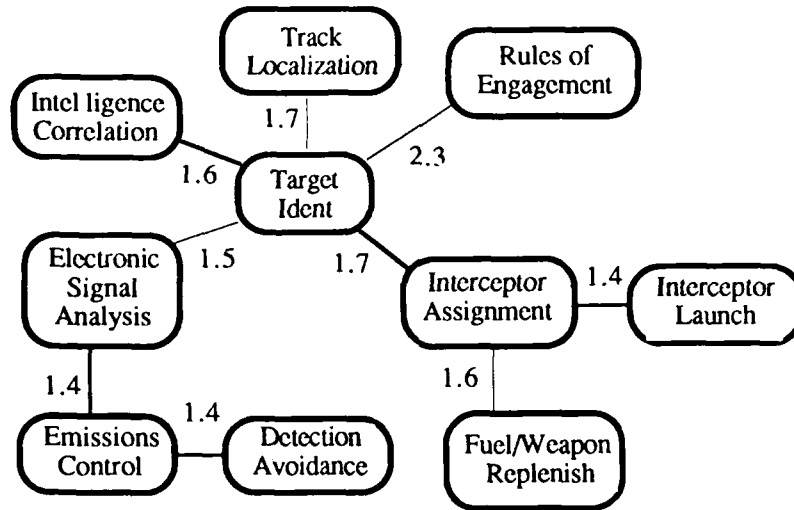 Track
Localization
Rules of
Engagement
Intel ligence
Correlation
1.7
2.3
1.6
Target
Ident
1.5
1.7
Electronic
Signal
Analysis
Interceptor
Assignment
1.4
Interceptor
Launch
1.4
1.6
1.4
Emissions
Control
Detection
Avoidance
Fuel/Weapon
Replenish